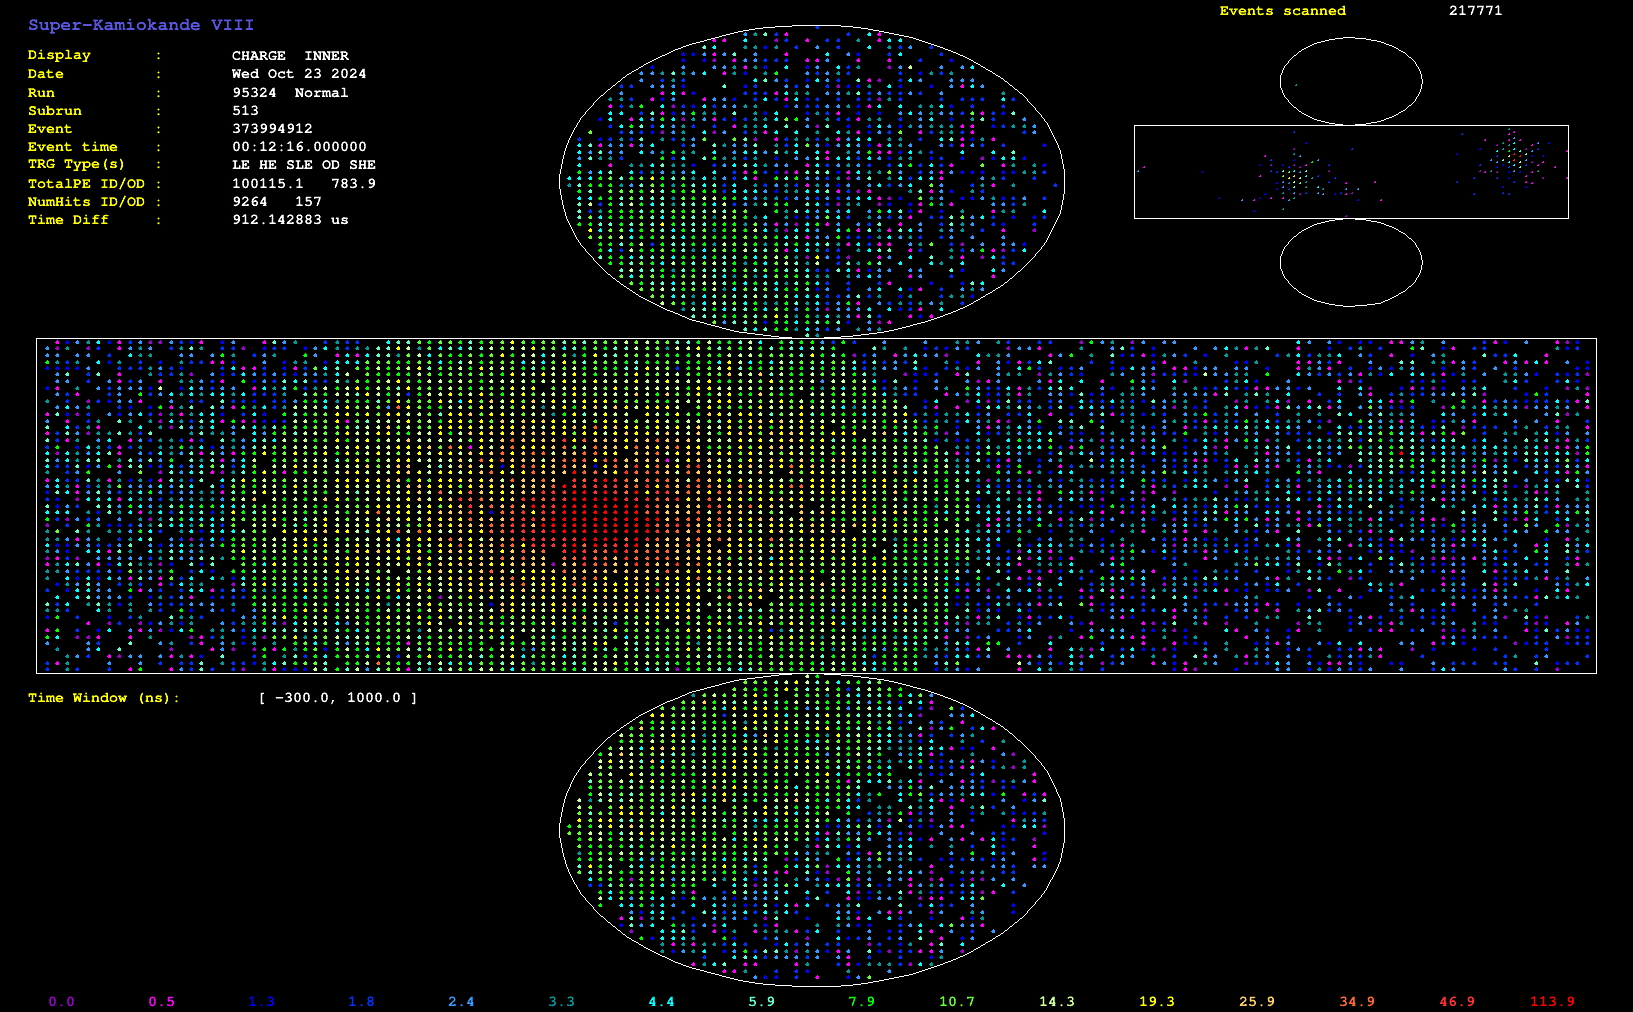 Super-Kamiokande VIII
Events scanned 217771
Display : CHARGE INNER
Date : Wed Oct 23 2024
Run : 95324 Normal
Subrun : 513
Event : 373994912
Event time : 00:12:16.000000
TRG Type(s) : LE HE SLE OD SHE
TotalPE ID/OD : 100115.1 783.9
NumHits ID/OD : 9264 157
Time Diff : 912.142883 us
Time Window (ns): [ −300.0, 1000.0 ]
0.0 0.5 1.3 1.8 2.4 3.3 4.4 5.9 7.9 10.7 14.3 19.3 25.9 34.9 46.9 113.9